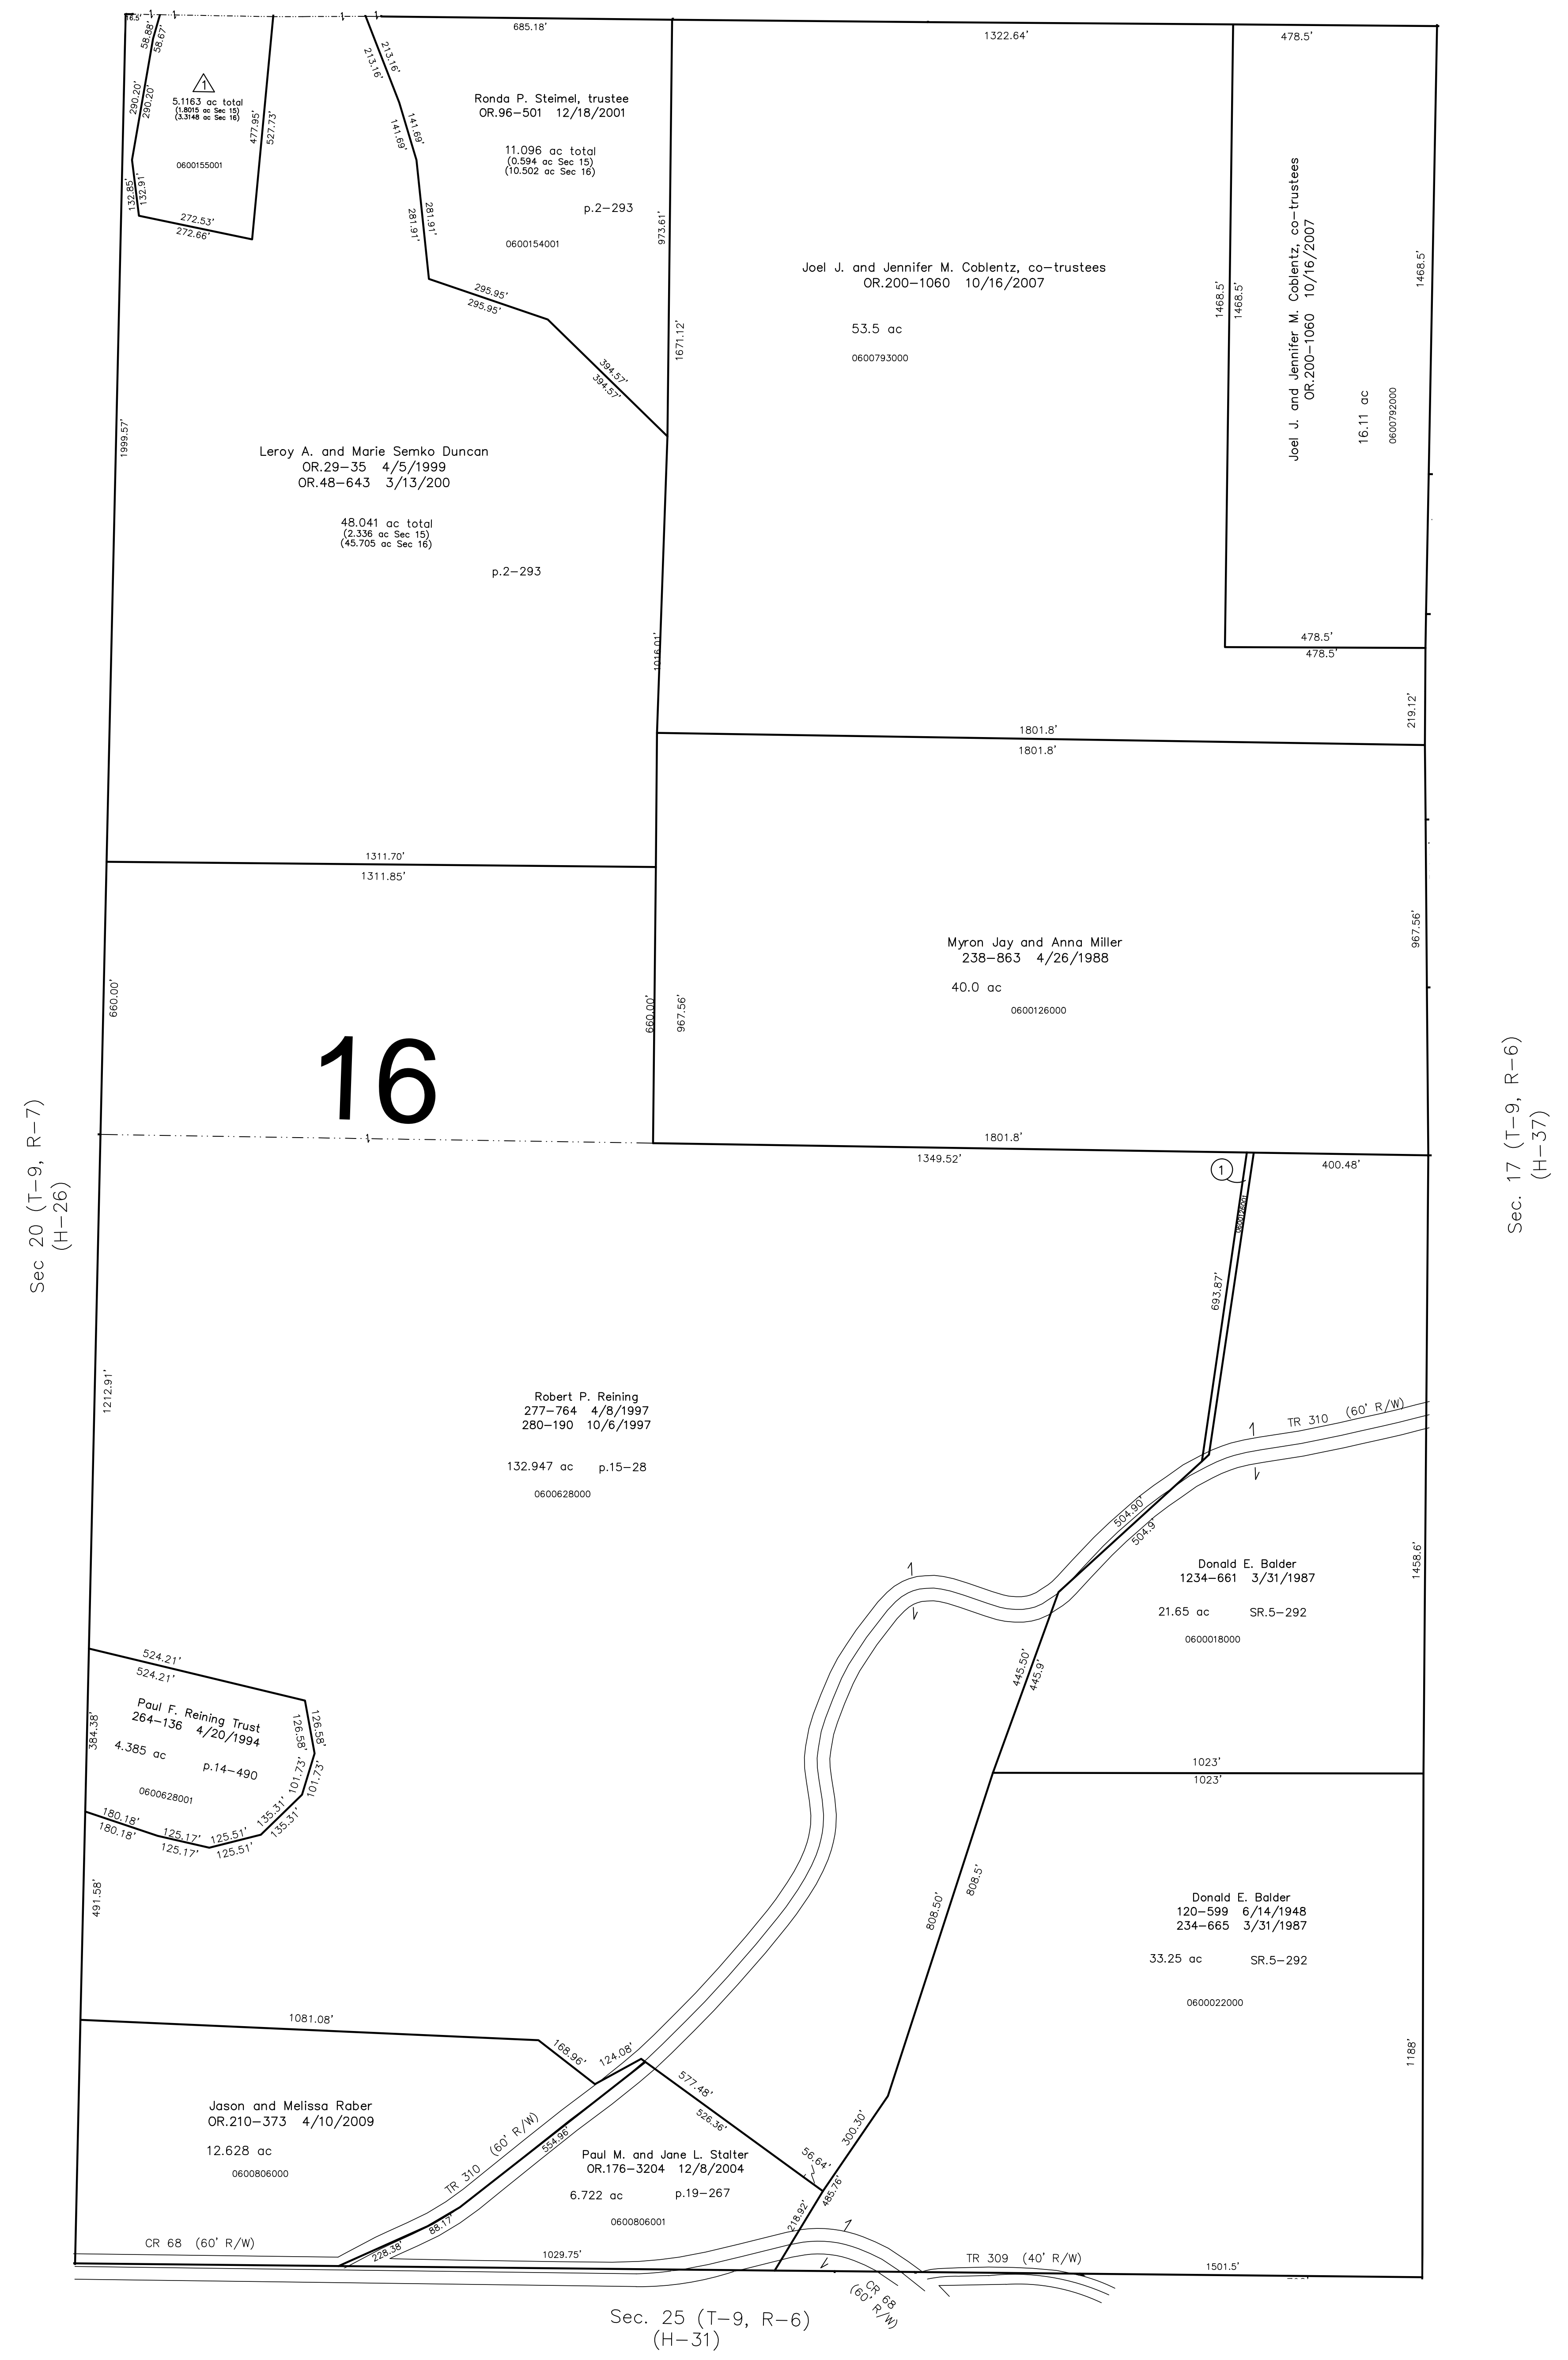 16.5'
58.88'
58.67'
290.20'
290.20'
132.85'
132.91'
1
5.1163 ac total
(1.8015 ac Sec 15)
(3.3148 ac Sec 16)
0600155001
477.95'
527.73'
272.53'
272.66'
685.18'
213.16'
213.16'
141.69'
141.69'
281.91'
281.91'
295.95'
295.95'
394.57'
394.57'
Ronda P. Steimel, trustee
OR.96-501 12/18/2001
11.096 ac total
(0.594 ac Sec 15)
(10.502 ac Sec 16)
p.2-293
0600154001
973.61'
1671.12'
1322.64'
Joel J. and Jennifer M. Coblentz, co-trustees
OR.200-1060 10/16/2007
53.5 ac
0600793000
1468.5'
1468.5'
478.5'
Joel J. and Jennifer M. Coblentz, co-trustees
OR.200-1060 10/16/2007
16.11 ac
0600792000
1468.5'
478.5'
478.5'
219.12'
1999.57'
Leroy A. and Marie Semko Duncan
OR.29-35 4/5/1999
OR.48-643 3/13/200
48.041 ac total
(2.336 ac Sec 15)
(45.705 ac Sec 16)
p.2-293
1016.01'
1801.8'
1801.8'
1311.70'
1311.85'
660.00'
660.00'
967.56'
16
Myron Jay and Anna Miller
238-863 4/26/1988
40.0 ac
0600126000
967.56'
1801.8'
1349.52'
1
0600126001
400.48'
693.87'
Sec 20 (T-9, R-7)
(H-26)
Sec. 17 (T-9, R-6)
(H-37)
1212.91'
Robert P. Reining
277-764 4/8/1997
280-190 10/6/1997
132.947 ac p.15-28
0600628000
TR 310 (60' R/W)
504.90'
504.9'
Donald E. Balder
1234-661 3/31/1987
21.65 ac SR.5-292
0600018000
1458.6'
445.50'
445.9'
1023'
1023'
524.21'
524.21'
Paul F. Reining Trust
264-136 4/20/1994
4.385 ac p.14-490
0600628001
384.38'
126.58'
126.58'
101.73'
101.73'
135.31'
135.31'
125.51'
125.51'
125.17'
125.17'
180.18'
180.18'
491.58'
808.50'
808.5'
Donald E. Balder
120-599 6/14/1948
234-665 3/31/1987
33.25 ac SR.5-292
0600022000
1188'
1081.08'
168.96'
124.08'
577.48'
526.36'
56.64'
300.30'
485.76'
218.92'
Jason and Melissa Raber
OR.210-373 4/10/2009
12.628 ac
0600806000
TR 310 (60' R/W)
554.96'
88.17'
228.38'
Paul M. and Jane L. Stalter
OR.176-3204 12/8/2004
6.722 ac p.19-267
0600806001
CR 68 (60' R/W)
1029.75'
TR 309 (40' R/W)
1501.5'
CR 68
(60' R/W)
Sec. 25 (T-9, R-6)
(H-31)